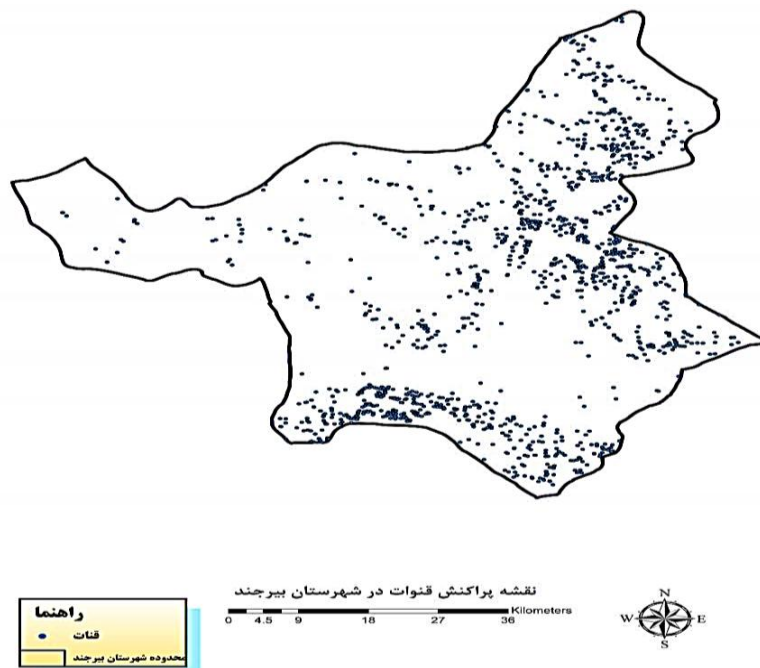 نقشه پراکنش قنوات در شهرستان بیرجند
0 4.5 9 18 27 36 Kilometers
N
W E
S
راهنما
قنات
محدوده شهرستان بیرجند